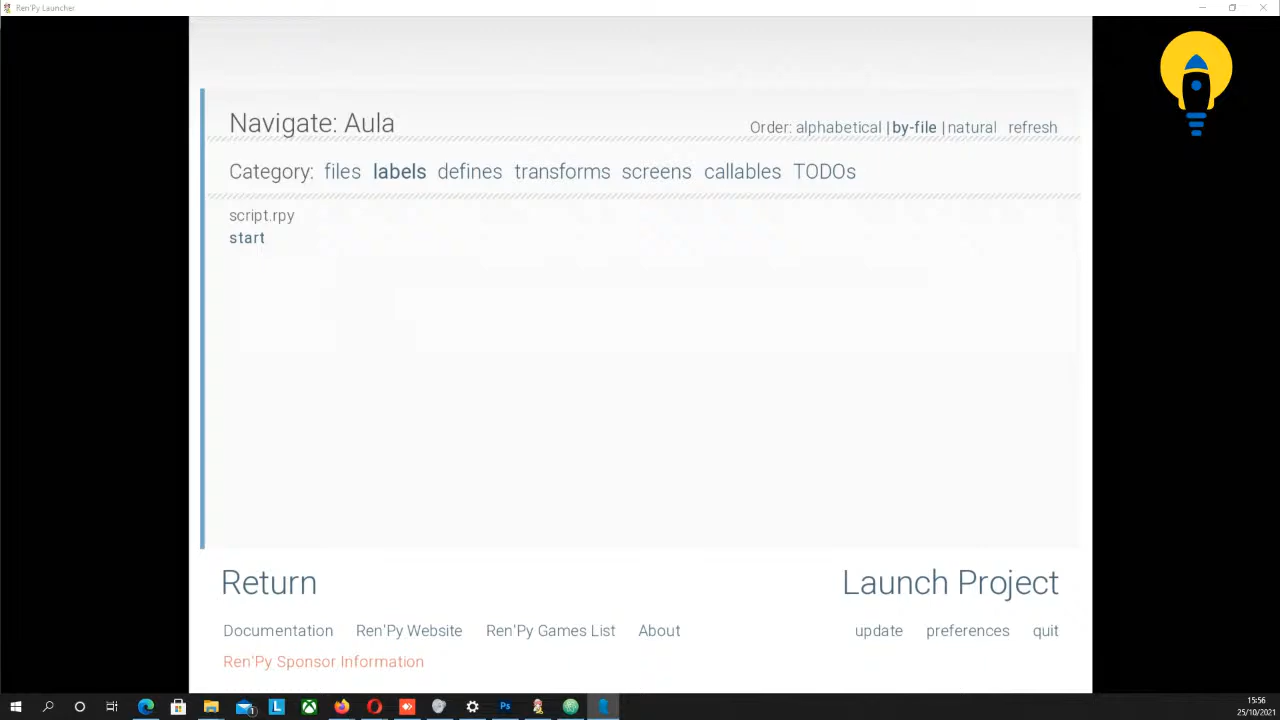 Ren'Py Launcher
Navigate: Aula
Order: alphabetical | by-file | natural refresh
Category: files labels defines transforms screens callables TODOs
script.rpy
start
Return
Launch Project
Documentation Ren'Py Website Ren'Py Games List About
update preferences quit
Ren'Py Sponsor Information
L
Ps
1
15:56
25/10/2021